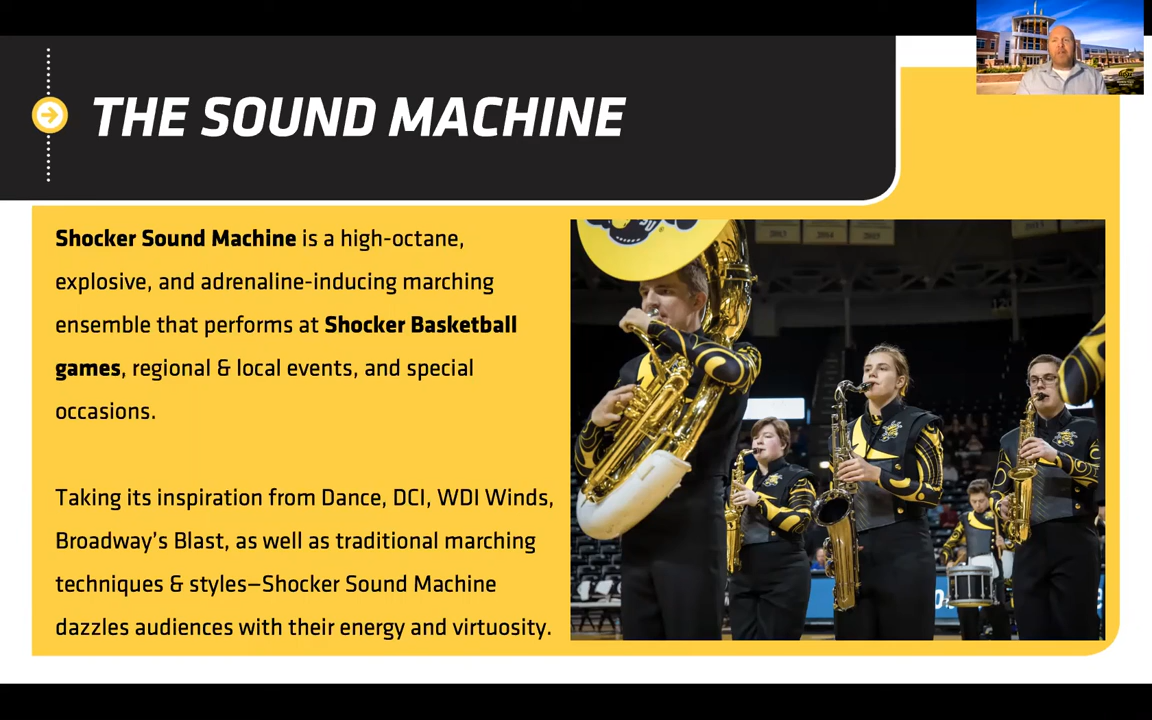 THE SOUND MACHINE
Shocker Sound Machine is a high-octane,
explosive, and adrenaline-inducing marching
ensemble that performs at Shocker Basketball
games, regional & local events, and special
occasions.
Taking its inspiration from Dance, DCI, WDI Winds,
Broadway's Blast, as well as traditional marching
techniques & styles—Shocker Sound Machine
dazzles audiences with their energy and virtuosity.